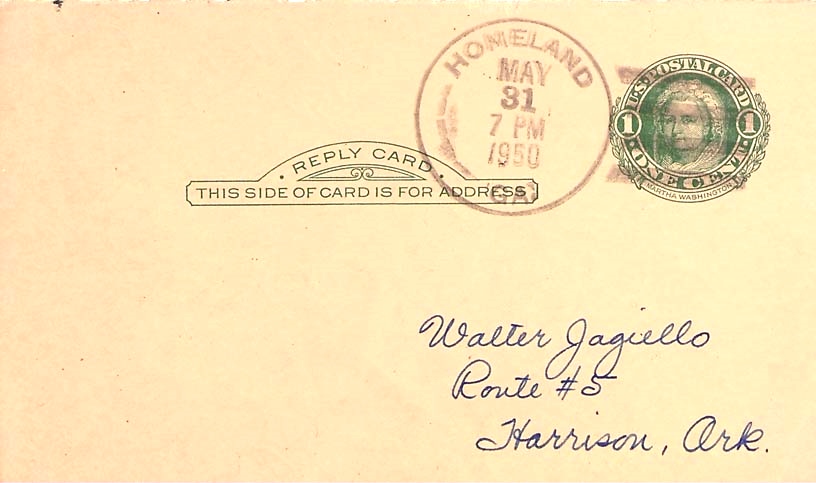 HOMELAND
MAY
31
7 PM
1950
GA.
U.S. POSTAL CARD
1 1
ONE CENT
MARTHA WASHINGTON
· REPLY CARD ·
THIS SIDE OF CARD IS FOR ADDRESS
Walter Jagiello
Route #5
Harrison, Ark.